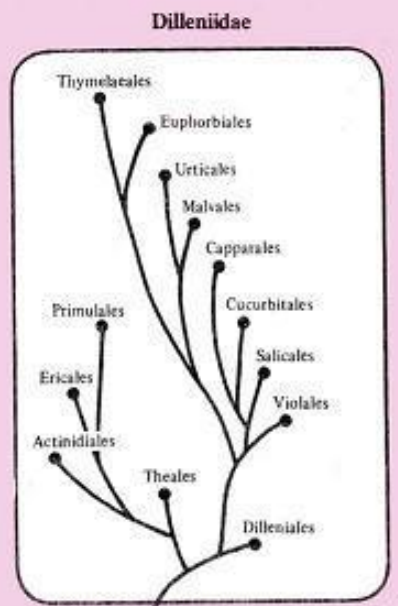 Dilleniidae
Thymelaeales
Euphorbiales
Urticales
Malvales
Capparales
Cucurbitales
Primulales
Salicales
Ericales
Violales
Actinidiales
Theales
Dilleniales